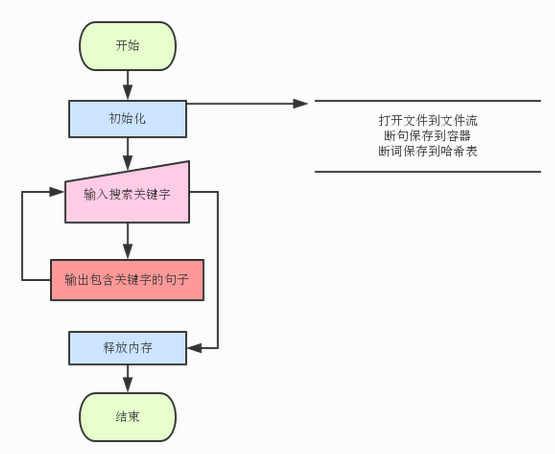 开始
初始化
打开文件到文件流
断句保存到容器
断词保存到哈希表
输入搜索关键字
输出包含关键字的句子
释放内存
结束